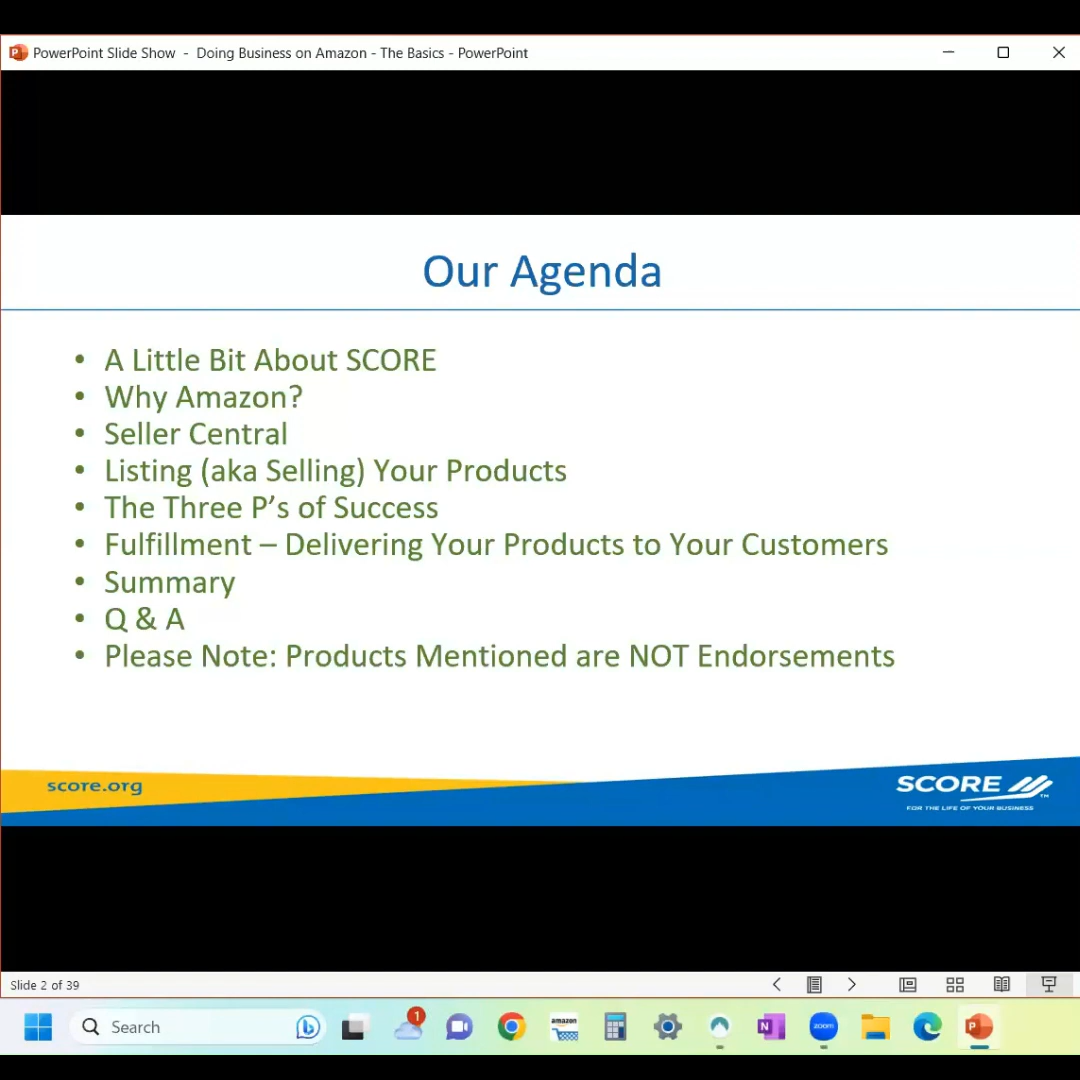 PowerPoint Slide Show - Doing Business on Amazon - The Basics - PowerPoint
Our Agenda
• A Little Bit About SCORE
• Why Amazon?
• Seller Central
• Listing (aka Selling) Your Products
• The Three P's of Success
• Fulfillment – Delivering Your Products to Your Customers
• Summary
• Q & A
• Please Note: Products Mentioned are NOT Endorsements
score.org
SCORE
TM
FOR THE LIFE OF YOUR BUSINESS
Slide 2 of 39
Search
1
amazon
N
zoom
P